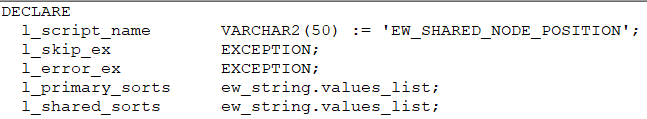 DECLARE
  l_script_name      VARCHAR2(50) := 'EW_SHARED_NODE_POSITION';
  l_skip_ex          EXCEPTION;
  l_error_ex         EXCEPTION;
  l_primary_sorts    ew_string.values_list;
  l_shared_sorts     ew_string.values_list;